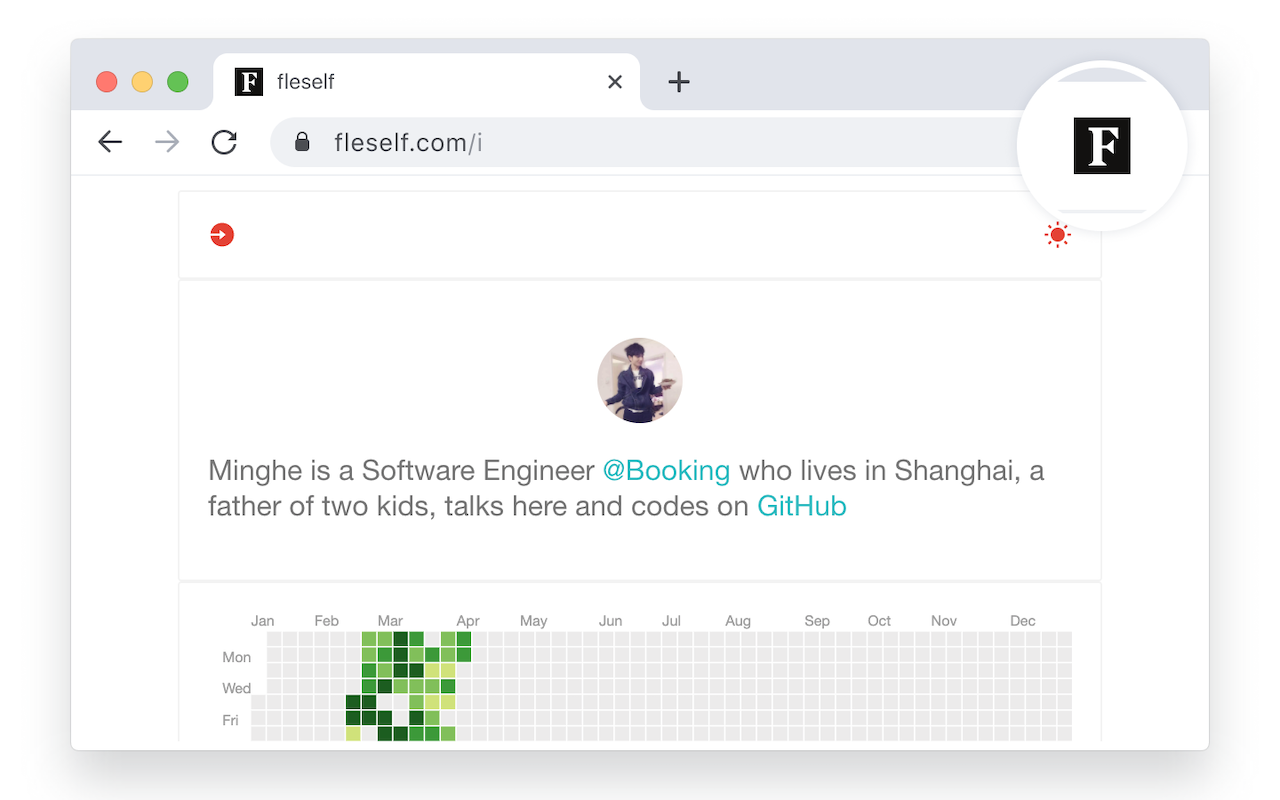 F fleself
fleself.com/i
F
Minghe is a Software Engineer @Booking who lives in Shanghai, a
father of two kids, talks here and codes on GitHub
Jan Feb Mar Apr May Jun Jul Aug Sep Oct Nov Dec
Mon
Wed
Fri